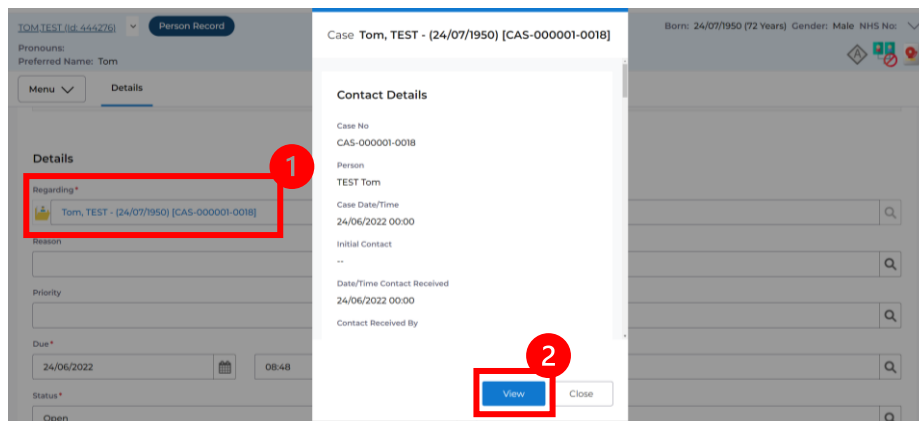 TOM,TEST (Id: 444276) Person Record
Born: 24/07/1950 (72 Years) Gender: Male NHS No:
Pronouns:
Preferred Name: Tom
A
Menu Details
Details
1
Regarding*
Tom, TEST - (24/07/1950) [CAS-000001-0018]
Reason
Priority
Due*
24/06/2022 08:48
Status*
Open
Case Tom, TEST - (24/07/1950) [CAS-000001-0018]
Contact Details
Case No
CAS-000001-0018
Person
TEST Tom
Case Date/Time
24/06/2022 00:00
Initial Contact
--
Date/Time Contact Received
24/06/2022 00:00
Contact Received By
2
View Close